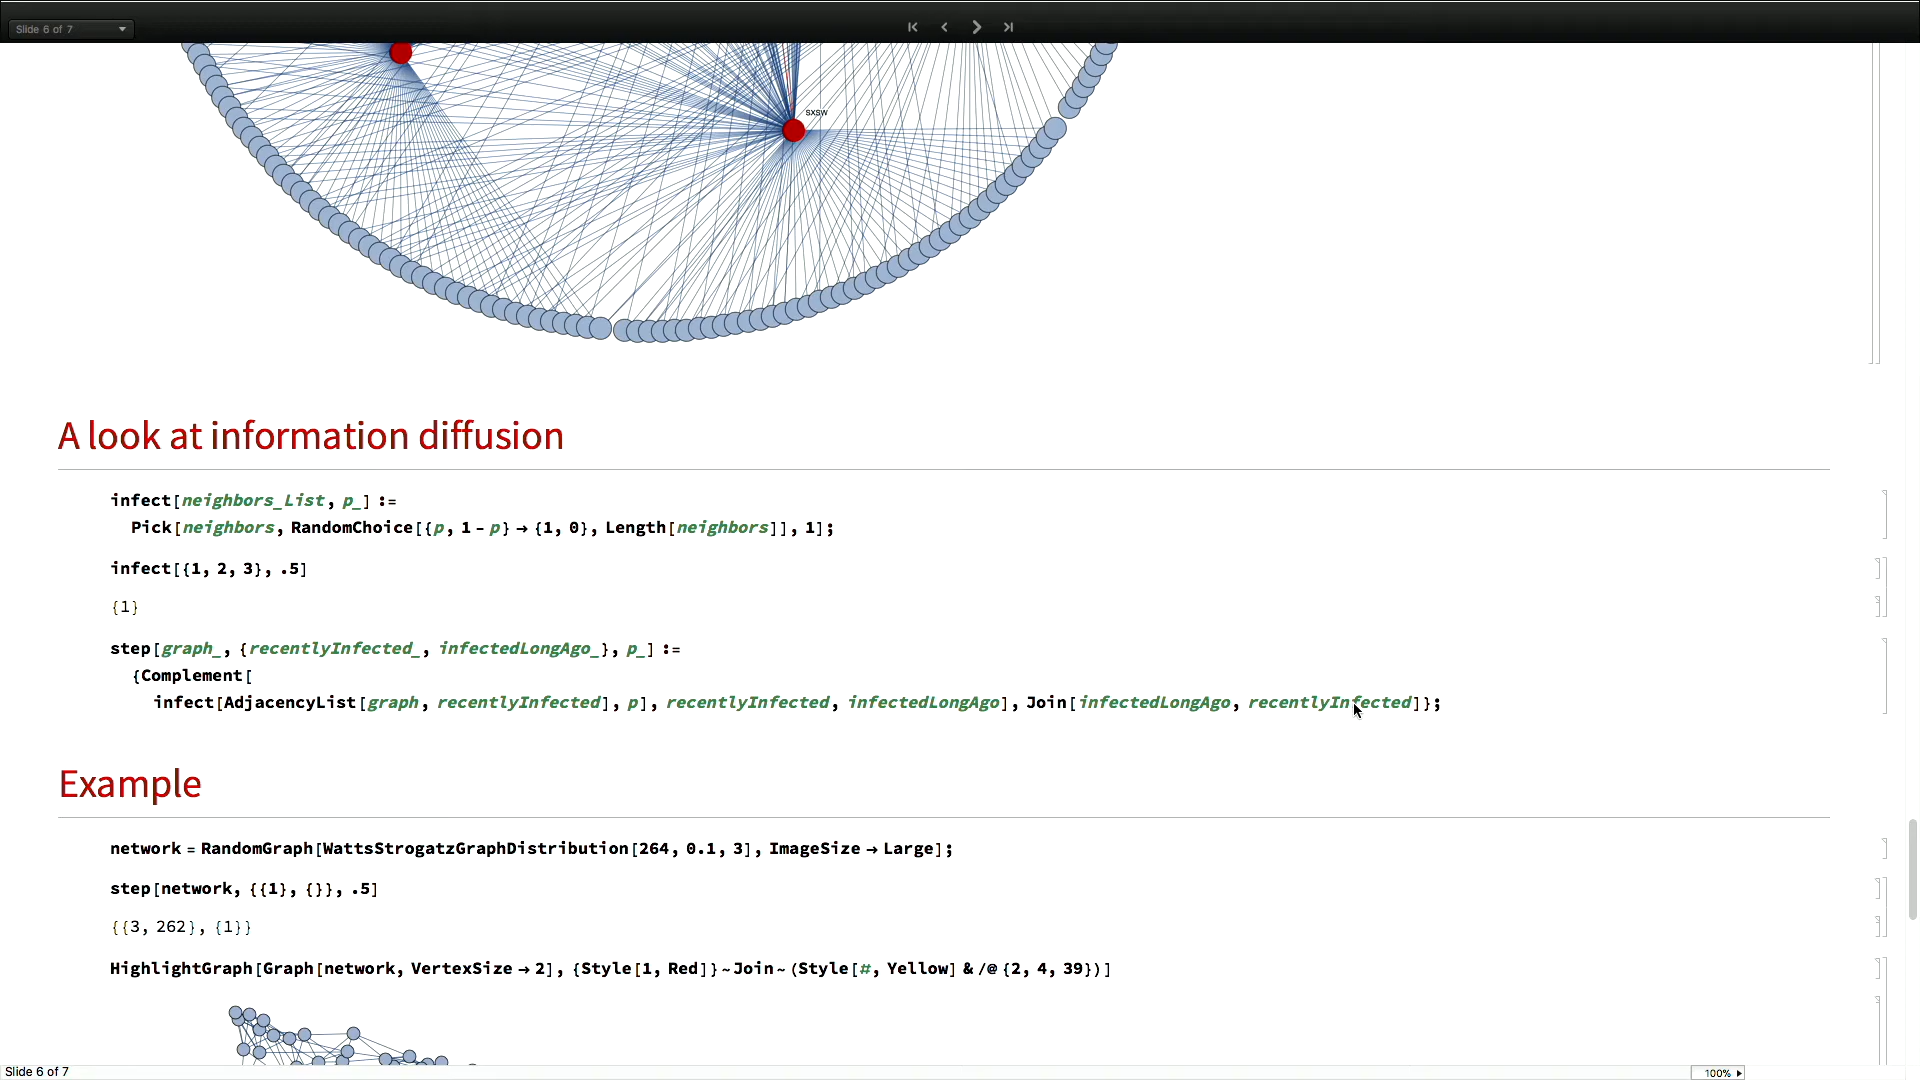 Slide 6 of 7
sxsw
A look at information diffusion
infect[neighbors_List, p_] :=
Pick[neighbors, RandomChoice[{p, 1 - p} → {1, 0}, Length[neighbors]], 1];
infect[{1, 2, 3}, .5]
{1}
step[graph_, {recentlyInfected_, infectedLongAgo_}, p_] :=
{Complement[
infect[AdjacencyList[graph, recentlyInfected], p], recentlyInfected, infectedLongAgo], Join[infectedLongAgo, recentlyInfected]};
Example
network = RandomGraph[WattsStrogatzGraphDistribution[264, 0.1, 3], ImageSize → Large];
step[network, {{1}, {}}, .5]
{{3, 262}, {1}}
HighlightGraph[Graph[network, VertexSize → 2], {Style[1, Red]} ~Join~ (Style[#, Yellow] & /@ {2, 4, 39})]
Slide 6 of 7
100%